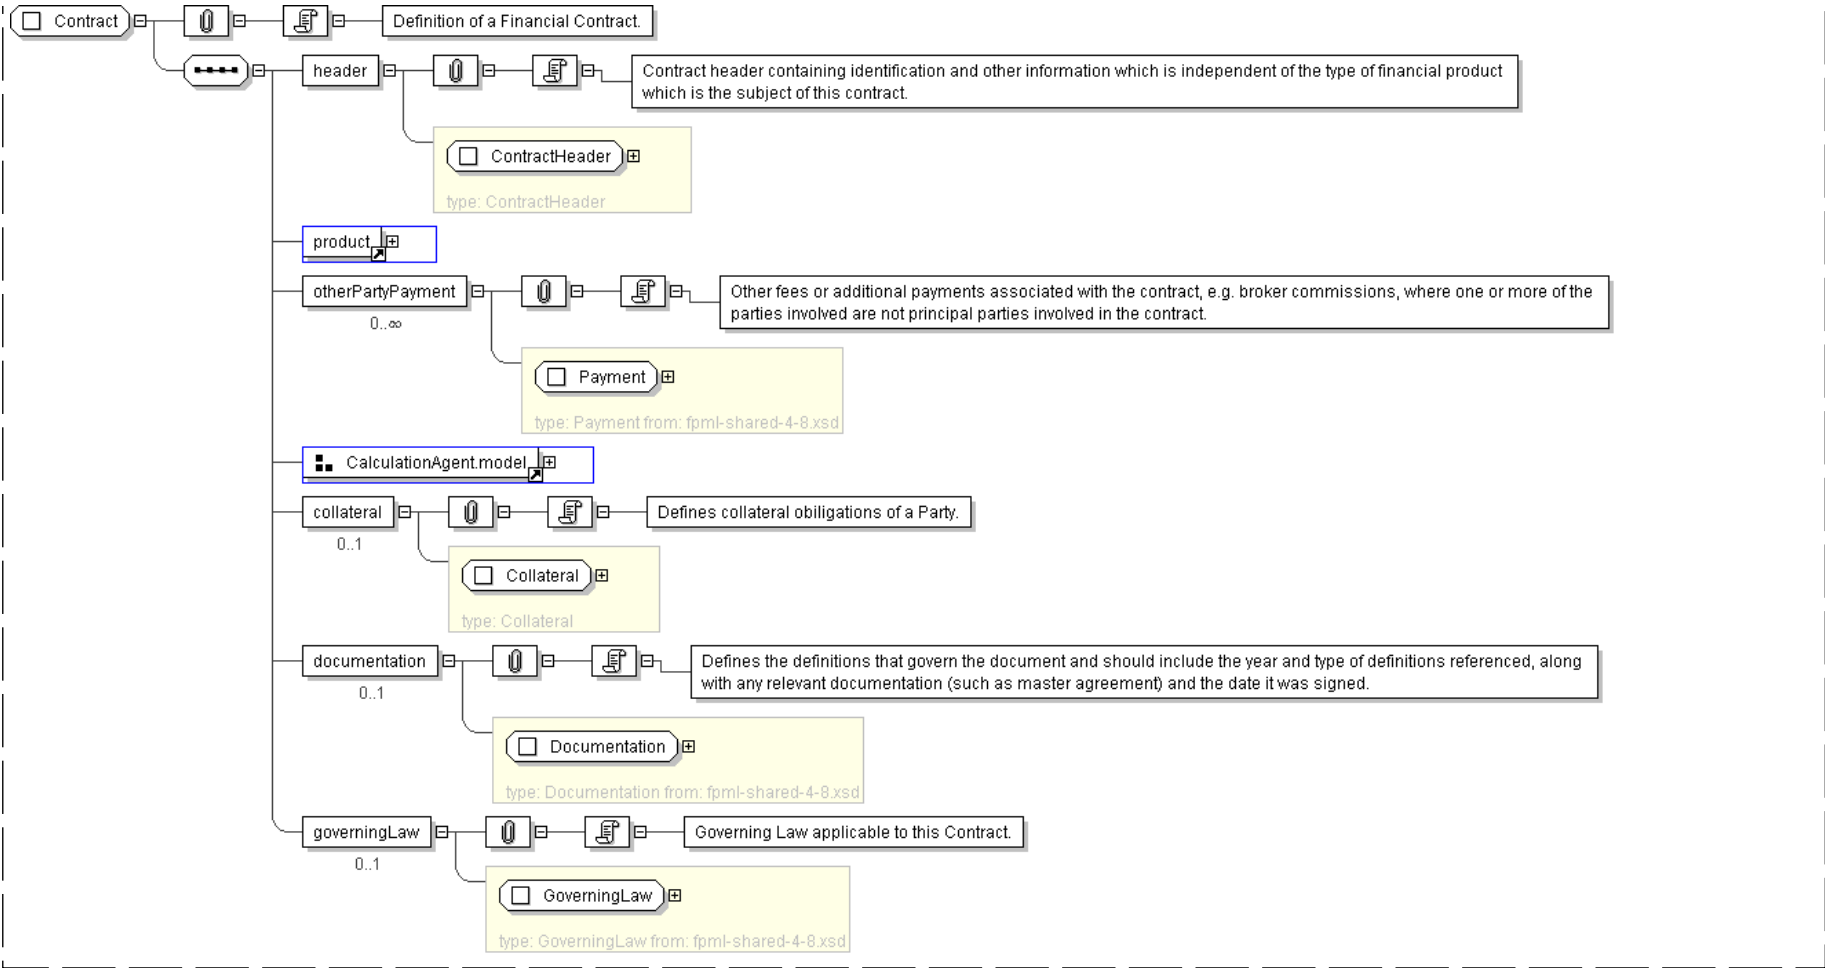 Contract
Definition of a Financial Contract.
header
Contract header containing identification and other information which is independent of the type of financial product
which is the subject of this contract.
ContractHeader
type: ContractHeader
product
otherPartyPayment
0..∞
Other fees or additional payments associated with the contract, e.g. broker commissions, where one or more of the
parties involved are not principal parties involved in the contract.
Payment
type: Payment from: fpml-shared-4-8.xsd
CalculationAgent.model
collateral
0..1
Defines collateral obiligations of a Party.
Collateral
type: Collateral
documentation
0..1
Defines the definitions that govern the document and should include the year and type of definitions referenced, along
with any relevant documentation (such as master agreement) and the date it was signed.
Documentation
type: Documentation from: fpml-shared-4-8.xsd
governingLaw
0..1
Governing Law applicable to this Contract.
GoverningLaw
type: GoverningLaw from: fpml-shared-4-8.xsd